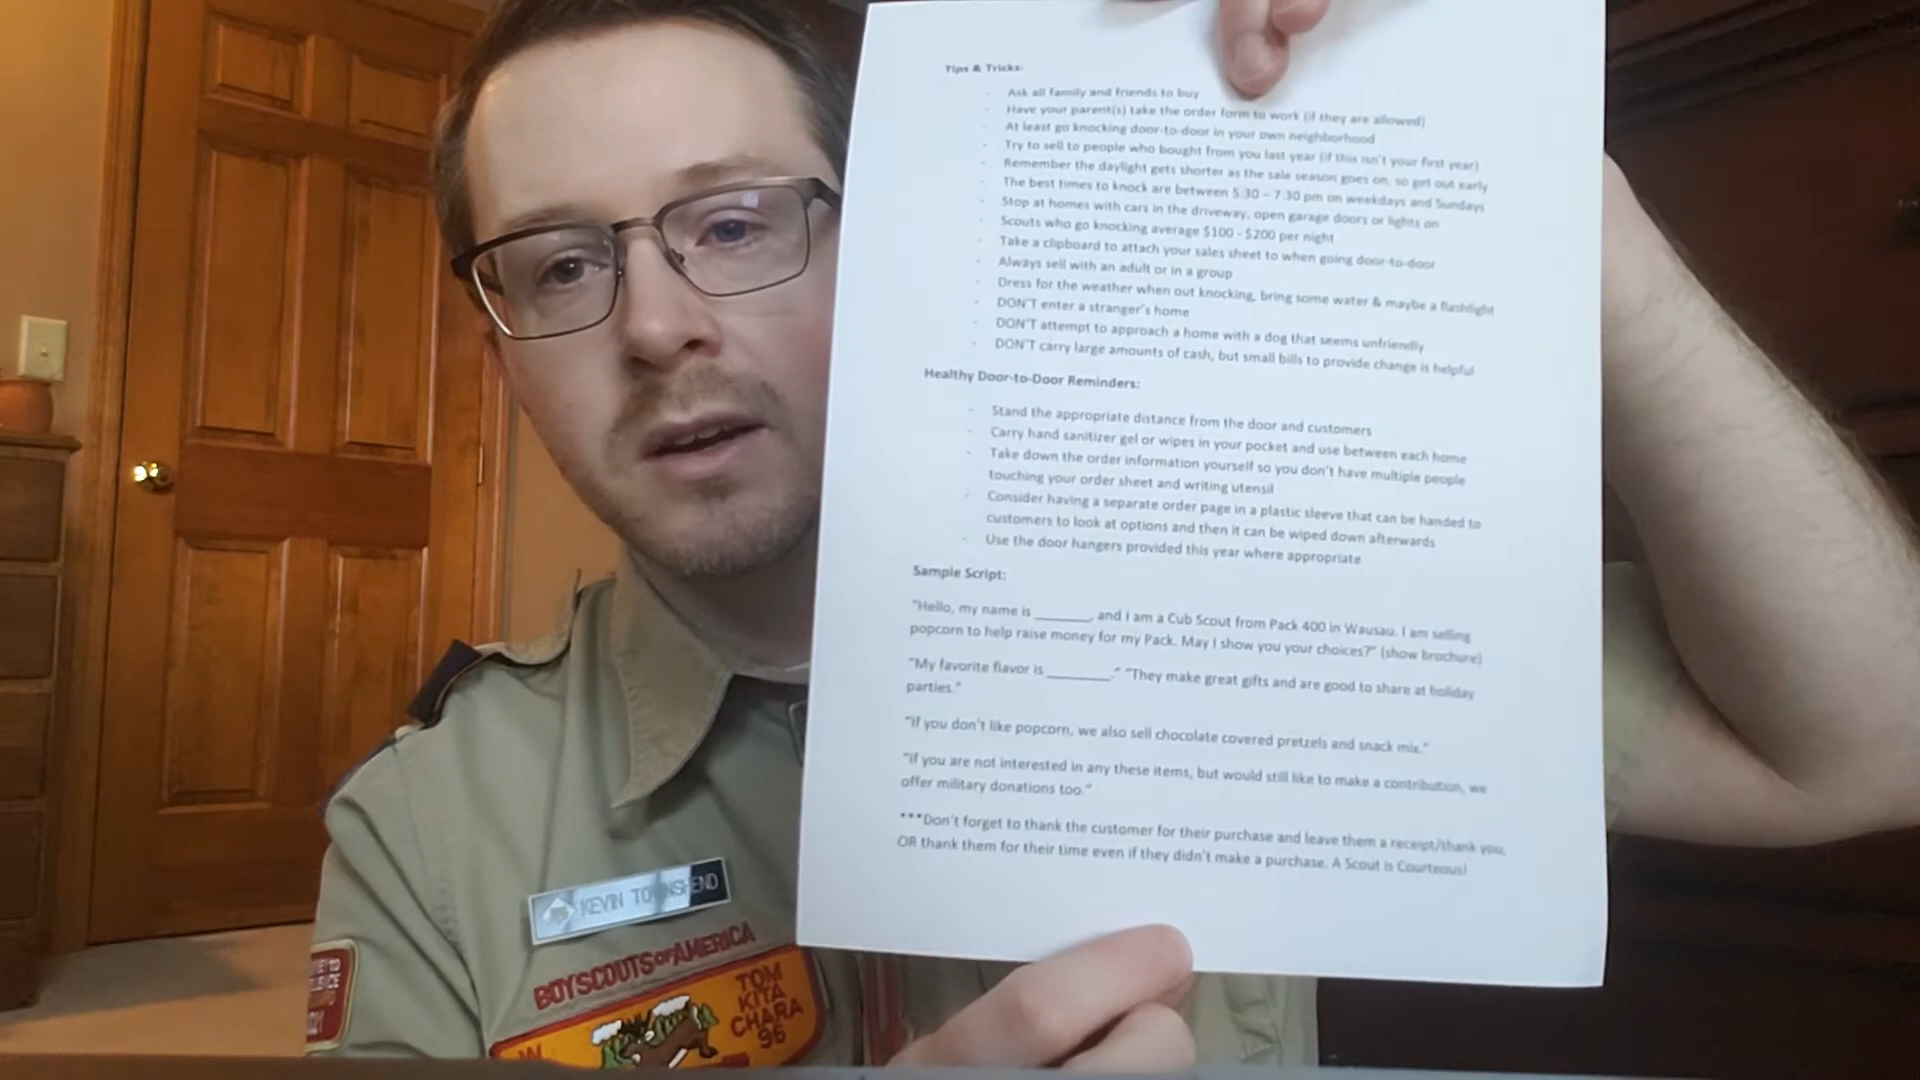 Tips & Tricks:
- Ask all family and friends to buy
- Have your parent(s) take the order form to work (if they are allowed)
- At least go knocking door-to-door in your own neighborhood
- Try to sell to people who bought from you last year (if this isn't your first year)
- Remember the daylight gets shorter as the sale season goes on, so get out early
- The best times to knock are between 5:30 – 7:30 pm on weekdays and Sundays
- Stop at homes with cars in the driveway, open garage doors or lights on
- Scouts who go knocking average $100 - $200 per night
- Take a clipboard to attach your sales sheet to when going door-to-door
- Always sell with an adult or in a group
- Dress for the weather when out knocking, bring some water & maybe a flashlight
- DON'T enter a stranger's home
- DON'T attempt to approach a home with a dog that seems unfriendly
- DON'T carry large amounts of cash, but small bills to provide change is helpful
Healthy Door-to-Door Reminders:
- Stand the appropriate distance from the door and customers
- Carry hand sanitizer gel or wipes in your pocket and use between each home
- Take down the order information yourself so you don't have multiple people
touching your order sheet and writing utensil
- Consider having a separate order page in a plastic sleeve that can be handed to
customers to look at options and then it can be wiped down afterwards
- Use the door hangers provided this year where appropriate
Sample Script:
"Hello, my name is _______, and I am a Cub Scout from Pack 400 in Wausau. I am selling
popcorn to help raise money for my Pack. May I show you your choices?" (show brochure)
"My favorite flavor is ________." "They make great gifts and are good to share at holiday
parties."
"If you don't like popcorn, we also sell chocolate covered pretzels and snack mix."
"If you are not interested in any these items, but would still like to make a contribution, we
offer military donations too."
***Don't forget to thank the customer for their purchase and leave them a receipt/thank you,
OR thank them for their time even if they didn't make a purchase. A Scout is Courteous!
KEVIN TOWNSHEND
BOY SCOUTS OF AMERICA
TOM
KITA
CHARA
96